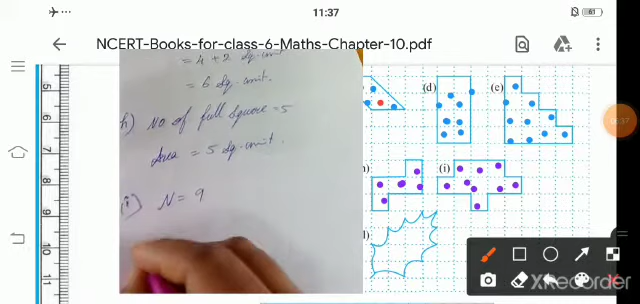 11:37
61
NCERT-Books-for-class-6-Maths-Chapter-10.pdf
= 4 + 2 Sq. unit
= 6 Sq. unit.
h) No of full Square = 5
Area = 5 Sq. unit.
(i) N = 9
(d)
(e)
(i)
5
6
7
8
9
10
11
XRecorder